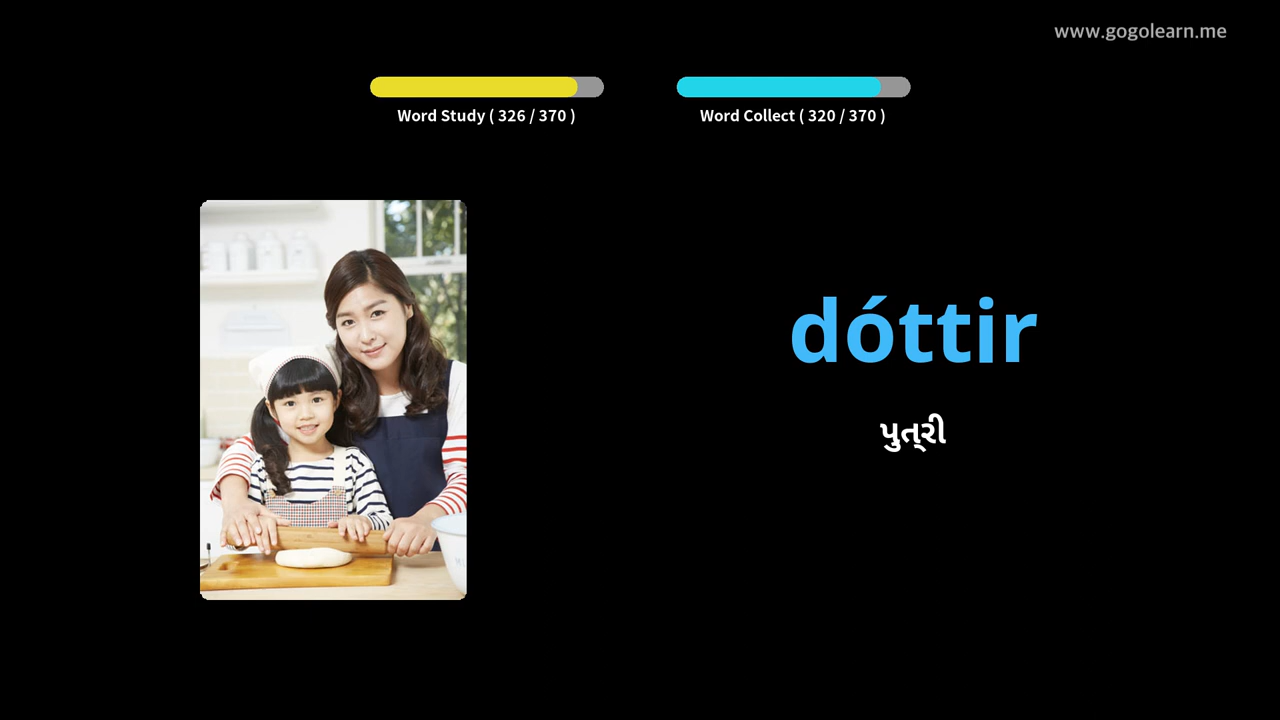 www.gogolearn.me
Word Study ( 326 / 370 )
Word Collect ( 320 / 370 )
dóttir
પુત્રી